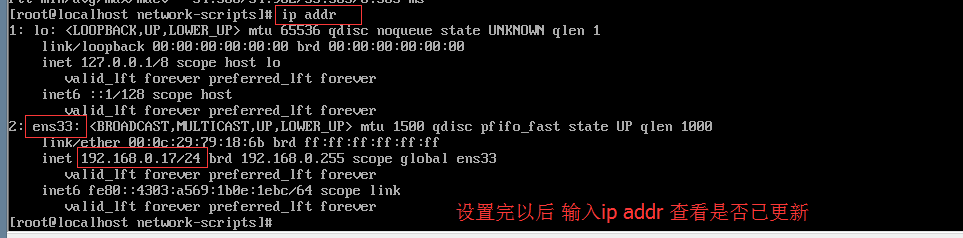 rtt min/avg/max/mdev
[root@localhost network-scripts]# ip addr
1: lo: <LOOPBACK,UP,LOWER_UP> mtu 65536 qdisc noqueue state UNKNOWN qlen 1
link/loopback 00:00:00:00:00:00 brd 00:00:00:00:00:00
inet 127.0.0.1/8 scope host lo
valid_lft forever preferred_lft forever
inet6 ::1/128 scope host
valid_lft forever preferred_lft forever
2: ens33: <BROADCAST,MULTICAST,UP,LOWER_UP> mtu 1500 qdisc pfifo_fast state UP qlen 1000
link/ether 00:0c:29:79:18:6b brd ff:ff:ff:ff:ff:ff
inet 192.168.0.17/24 brd 192.168.0.255 scope global ens33
valid_lft forever preferred_lft forever
inet6 fe80::4303:a569:1b0e:1ebc/64 scope link
valid_lft forever preferred_lft forever
[root@localhost network-scripts]#
设置完以后 输入ip addr 查看是否已更新